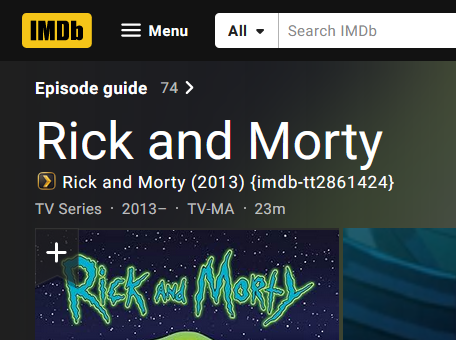 IMDb Menu All Search IMDb
Episode guide 74
Rick and Morty
Rick and Morty (2013) {imdb-tt2861424}
TV Series · 2013– · TV-MA · 23m
Rick and Morty